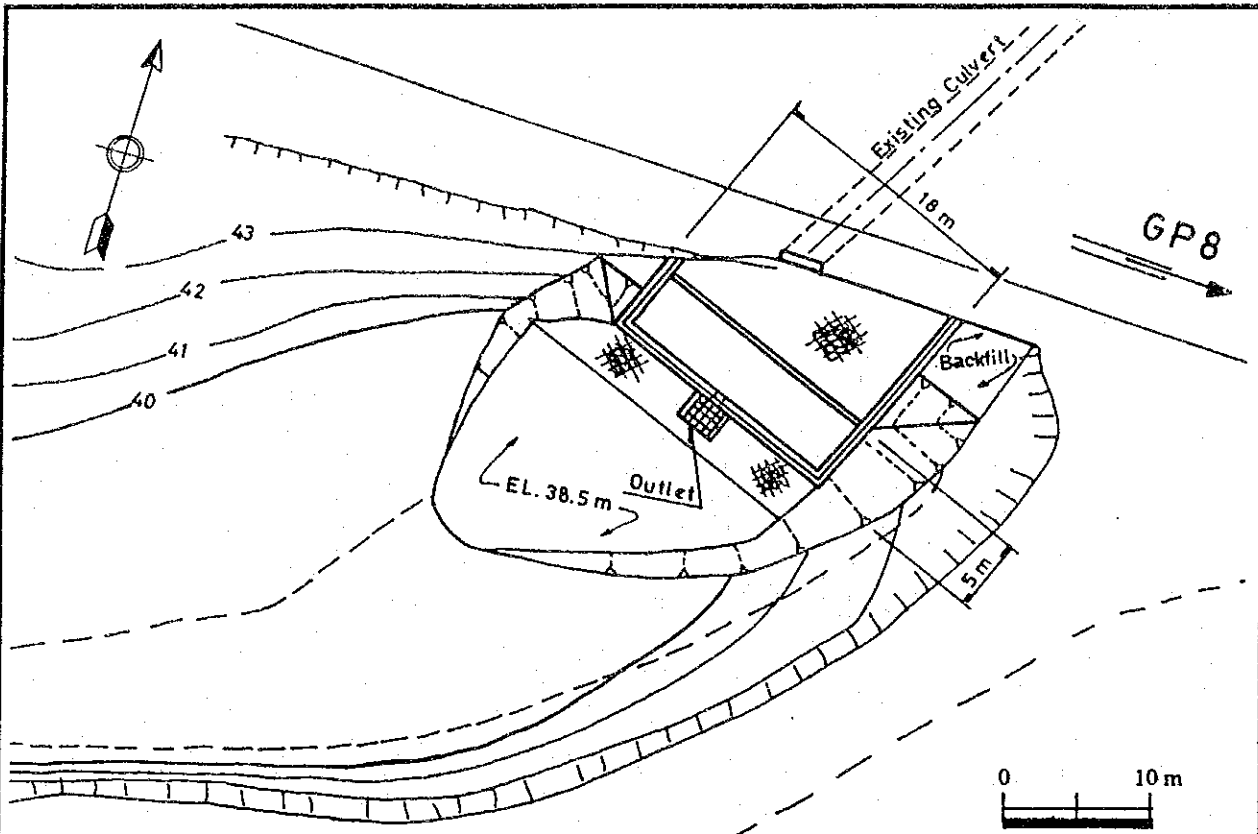 Existing Culvert
18 m
GP8
43
42
41
40
Backfill
EL. 38.5 m
Outlet
5 m
0 10 m